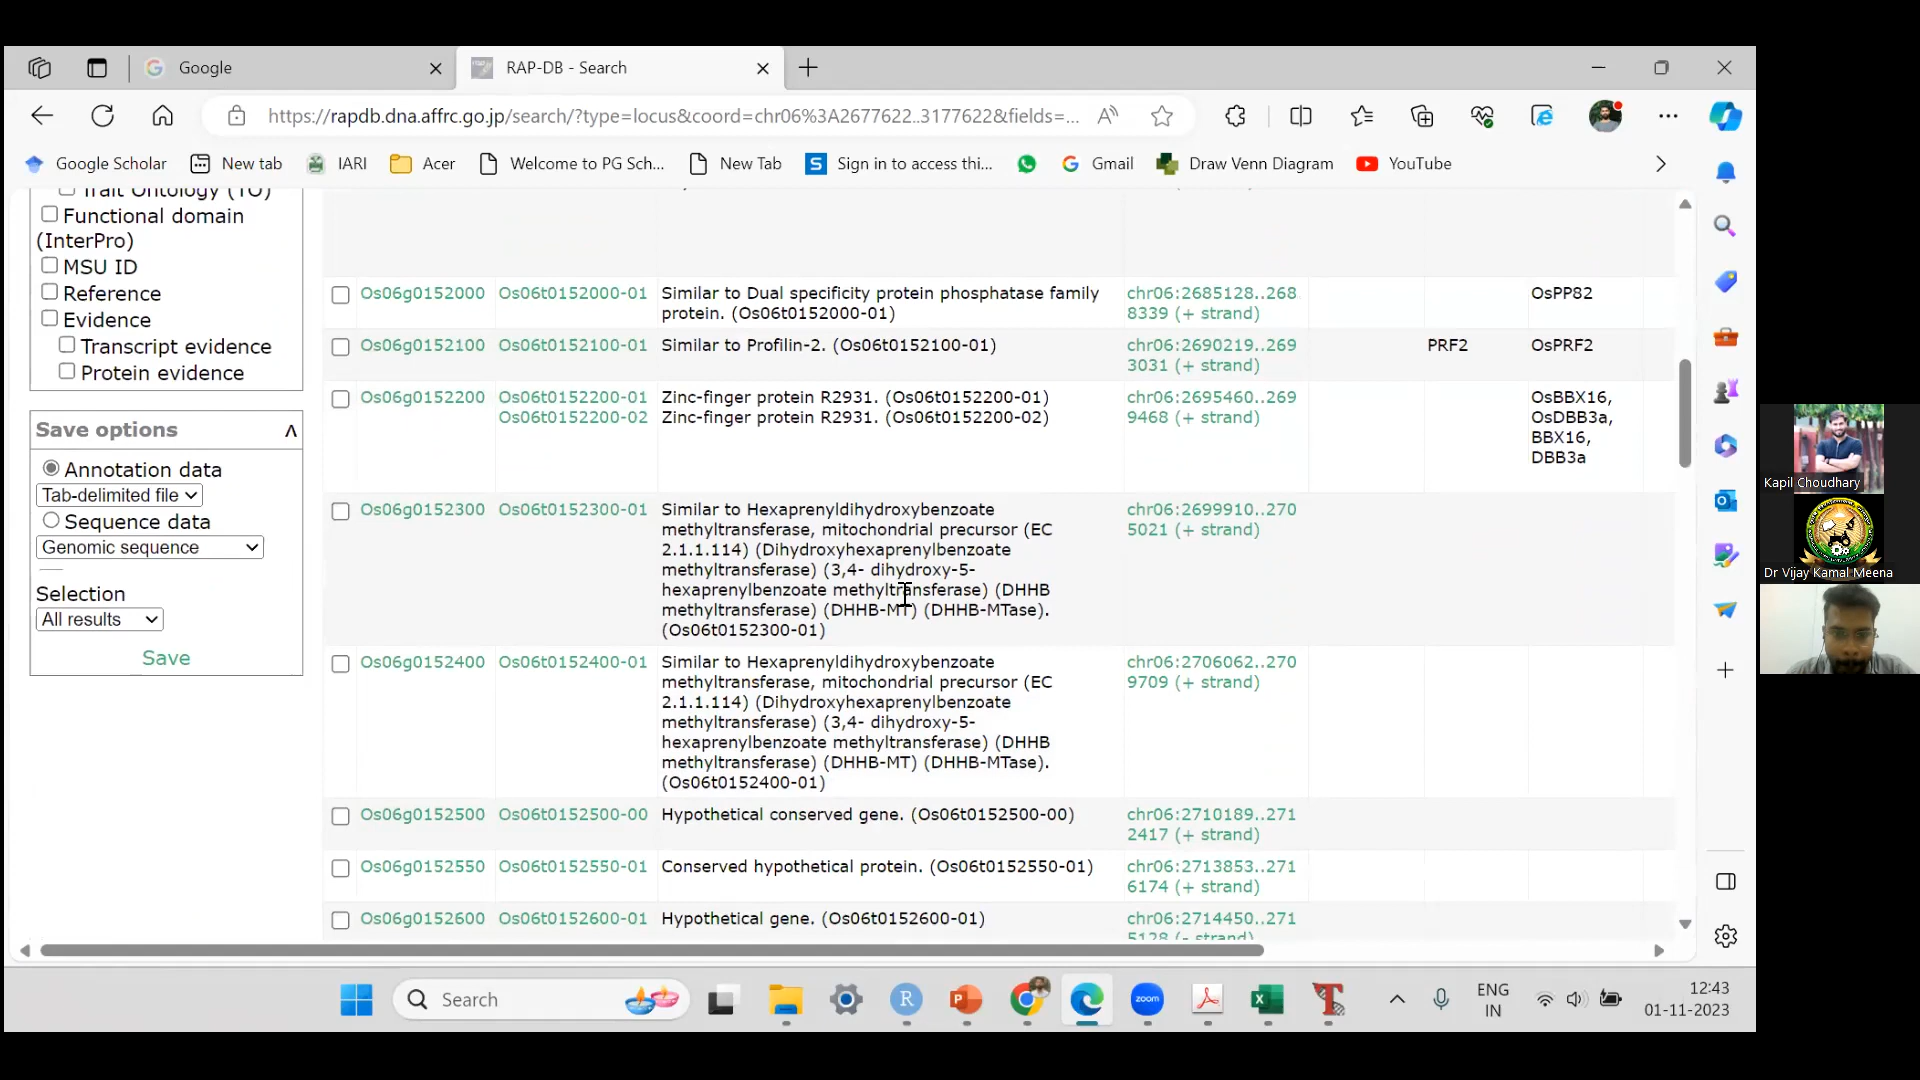 Google
RAP-DB - Search
https://rapdb.dna.affrc.go.jp/search/?type=locus&coord=chr06%3A2677622..3177622&fields=...
Google Scholar
New tab
IARI
Acer
Welcome to PG Sch...
New Tab
Sign in to access thi...
Gmail
Draw Venn Diagram
YouTube
Trait Ontology (TO)
Functional domain
(InterPro)
MSU ID
Reference
Evidence
Transcript evidence
Protein evidence
Save options
Annotation data
Tab-delimited file
Sequence data
Genomic sequence
Selection
All results
Save
Os06g0152000 Os06t0152000-01 Similar to Dual specificity protein phosphatase family chr06:2685128..268 OsPP82
protein. (Os06t0152000-01) 8339 (+ strand)
Os06g0152100 Os06t0152100-01 Similar to Profilin-2. (Os06t0152100-01) chr06:2690219..269 PRF2 OsPRF2
3031 (+ strand)
Os06g0152200 Os06t0152200-01 Zinc-finger protein R2931. (Os06t0152200-01) chr06:2695460..269 OsBBX16,
Os06t0152200-02 Zinc-finger protein R2931. (Os06t0152200-02) 9468 (+ strand) OsDBB3a,
BBX16,
DBB3a
Os06g0152300 Os06t0152300-01 Similar to Hexaprenyldihydroxybenzoate chr06:2699910..270
methyltransferase, mitochondrial precursor (EC 5021 (+ strand)
2.1.1.114) (Dihydroxyhexaprenylbenzoate
methyltransferase) (3,4- dihydroxy-5-
hexaprenylbenzoate methyltransferase) (DHHB
methyltransferase) (DHHB-MT) (DHHB-MTase).
(Os06t0152300-01)
Os06g0152400 Os06t0152400-01 Similar to Hexaprenyldihydroxybenzoate chr06:2706062..270
methyltransferase, mitochondrial precursor (EC 9709 (+ strand)
2.1.1.114) (Dihydroxyhexaprenylbenzoate
methyltransferase) (3,4- dihydroxy-5-
hexaprenylbenzoate methyltransferase) (DHHB
methyltransferase) (DHHB-MT) (DHHB-MTase).
(Os06t0152400-01)
Os06g0152500 Os06t0152500-00 Hypothetical conserved gene. (Os06t0152500-00) chr06:2710189..271
2417 (+ strand)
Os06g0152550 Os06t0152550-01 Conserved hypothetical protein. (Os06t0152550-01) chr06:2713853..271
6174 (+ strand)
Os06g0152600 Os06t0152600-01 Hypothetical gene. (Os06t0152600-01) chr06:2714450..271
5128 (- strand)
Kapil Choudhary
Dr Vijay Kamal Meena
Search
zoom
ENG
IN
12:43
01-11-2023